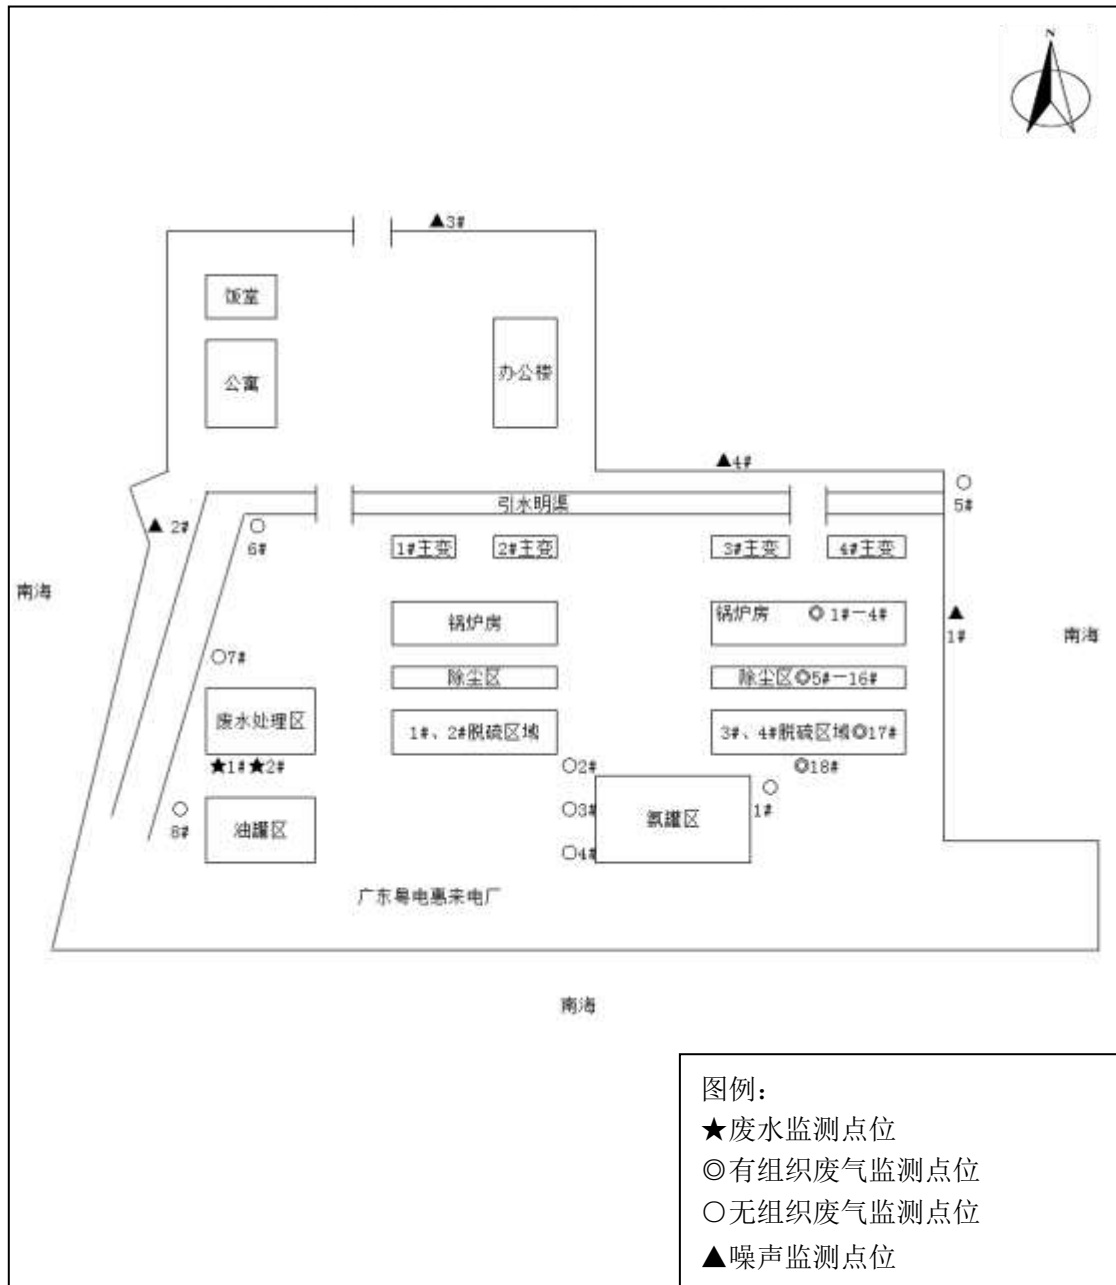 N
▲3#
饭堂
公寓
办公楼
▲4#
○
5#
引水明渠
▲ 2#
○
6#
1#主变
2#主变
3#主变
4#主变
南海
锅炉房
锅炉房 ◎ 1#—4#
▲
1#
南海
○7#
除尘区
除尘区◎5#—16#
废水处理区
1#、2#脱硫区域
3#、4#脱硫区域◎17#
★1#★2#
○2#
◎18#
○
8#
油罐区
○3#
氨罐区
○
1#
○4#
广东粤电惠来电厂
南海
图例：
★废水监测点位
◎有组织废气监测点位
○无组织废气监测点位
▲噪声监测点位